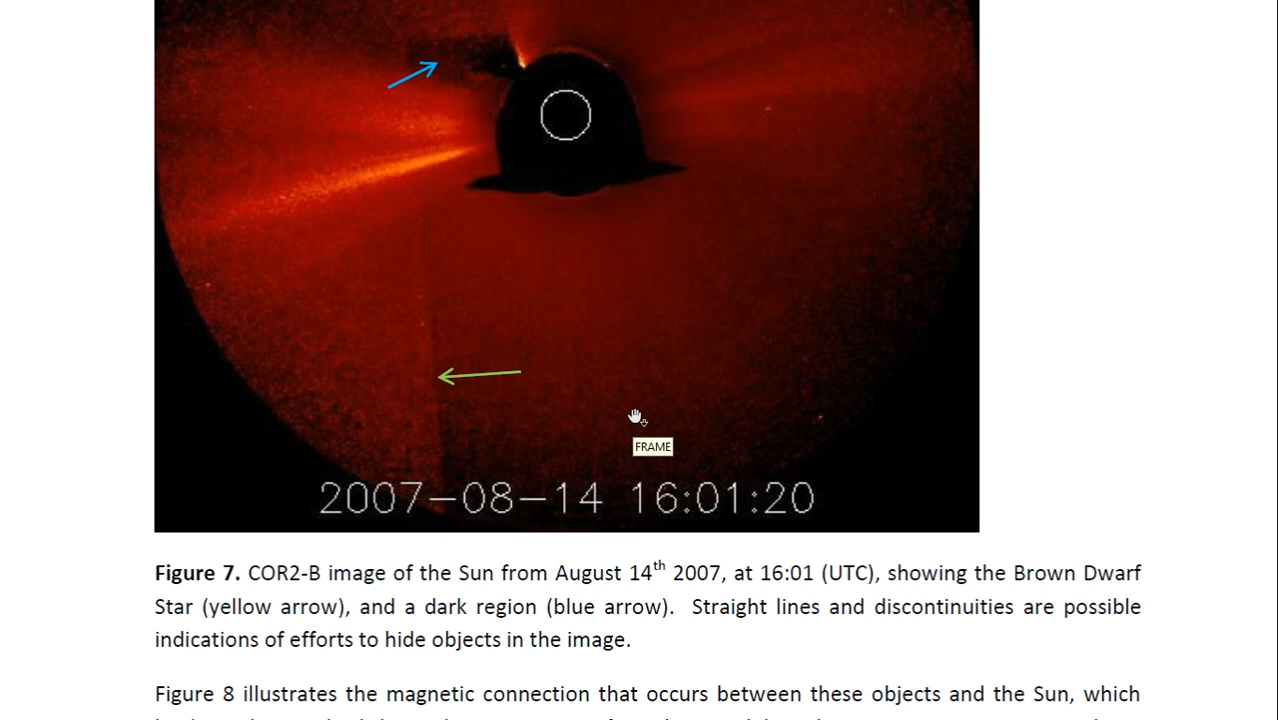 FRAME
2007-08-14 16:01:20
Figure 7. COR2-B image of the Sun from August 14th 2007, at 16:01 (UTC), showing the Brown Dwarf
Star (yellow arrow), and a dark region (blue arrow). Straight lines and discontinuities are possible
indications of efforts to hide objects in the image.
Figure 8 illustrates the magnetic connection that occurs between these objects and the Sun, which